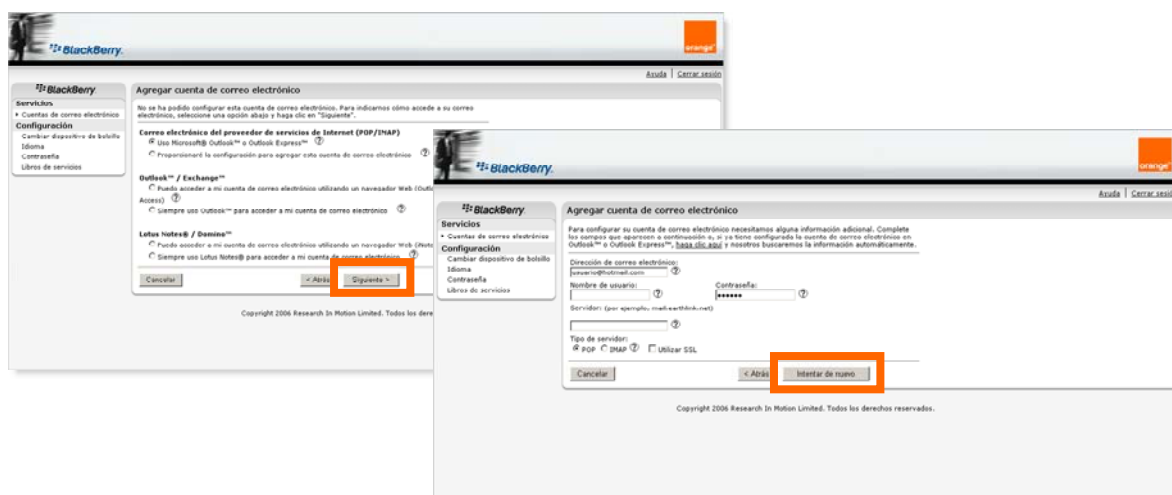 BlackBerry.
orange™
Ayuda | Cerrar sesión
BlackBerry.
Servicios
Cuentas de correo electrónico
Configuración
Cambiar dispositivo de bolsillo
Idioma
Contraseña
Libros de servicios
Agregar cuenta de correo electrónico
No se ha podido configurar esta cuenta de correo electrónico. Para indicarnos cómo accede a su correo
electrónico, seleccione una opción abajo y haga clic en "Siguiente".
Correo electrónico del proveedor de servicios de Internet (POP/IMAP)
Uso Microsoft® Outlook™ o Outlook Express™ ?
Proporcionaré la configuración para agregar esta cuenta de correo electrónico ?
Outlook™ / Exchange™
Puedo acceder a mi cuenta de correo electrónico utilizando un navegador Web
Access) ?
Siempre uso Outlook™ para acceder a mi cuenta de correo electrónico ?
Lotus Notes® / Domino™
Puedo acceder a mi cuenta de correo electrónico utilizando un navegador Web
Siempre uso Lotus Notes® para acceder a mi cuenta de correo electrónico ?
Cancelar < Atrás Siguiente >
Copyright 2006 Research In Motion Limited. Todos los
BlackBerry.
orange™
Ayuda | Cerrar
BlackBerry.
Servicios
Cuentas de correo electrónico
Configuración
Cambiar dispositivo de bolsillo
Idioma
Contraseña
Libros de servicios
Agregar cuenta de correo electrónico
Para configurar su cuenta de correo electrónico necesitamos alguna información adicional. Complete
los campos que aparecen a continuación o, si ya tiene configurada la cuenta de correo electrónico en
Outlook™ o Outlook Express™, haga clic aquí y nosotros buscaremos la información automáticamente.
Dirección de correo electrónico:
usuario@hotmail.com ?
Nombre de usuario: Contraseña:
? •••••• ?
Servidor: (por ejemplo, mail.earthlink.net)
?
Tipo de servidor:
POP IMAP ? Utilizar SSL
Cancelar < Atrás Intentar de nuevo
Copyright 2006 Research In Motion Limited. Todos los derechos reservados.